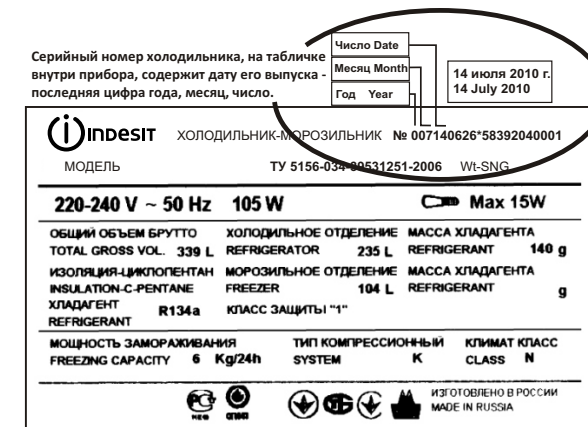 Число Date
Серийный номер холодильника, на табличке
внутри прибора, содержит дату его выпуска -
последняя цифра года, месяц, число.
Месяц Month
Год Year
14 июля 2010 г.
14 July 2010
INDESIT ХОЛОДИЛЬНИК-МОРОЗИЛЬНИК № 007140626*58392040001
МОДЕЛЬ ТУ 5156-034-39531251-2006 Wt-SNG
220-240 V ~ 50 Hz 105 W Max 15W
ОБЩИЙ ОБЪЕМ БРУТТО ХОЛОДИЛЬНОЕ ОТДЕЛЕНИЕ МАССА ХЛАДАГЕНТА
TOTAL GROSS VOL. 339 L REFRIGERATOR 235 L REFRIGERANT 140 g
ИЗОЛЯЦИЯ-ЦИКЛОПЕНТАН МОРОЗИЛЬНОЕ ОТДЕЛЕНИЕ МАССА ХЛАДАГЕНТА
INSULATION-C-PENTANE FREEZER 104 L REFRIGERANT g
ХЛАДАГЕНТ R134a КЛАСС ЗАЩИТЫ "1"
REFRIGERANT
МОЩНОСТЬ ЗАМОРАЖИВАНИЯ ТИП КОМПРЕССИОННЫЙ КЛИМАТ КЛАСС
FREEZING CAPACITY 6 Kg/24h SYSTEM K CLASS N
ИЗГОТОВЛЕНО В РОССИИ
MADE IN RUSSIA